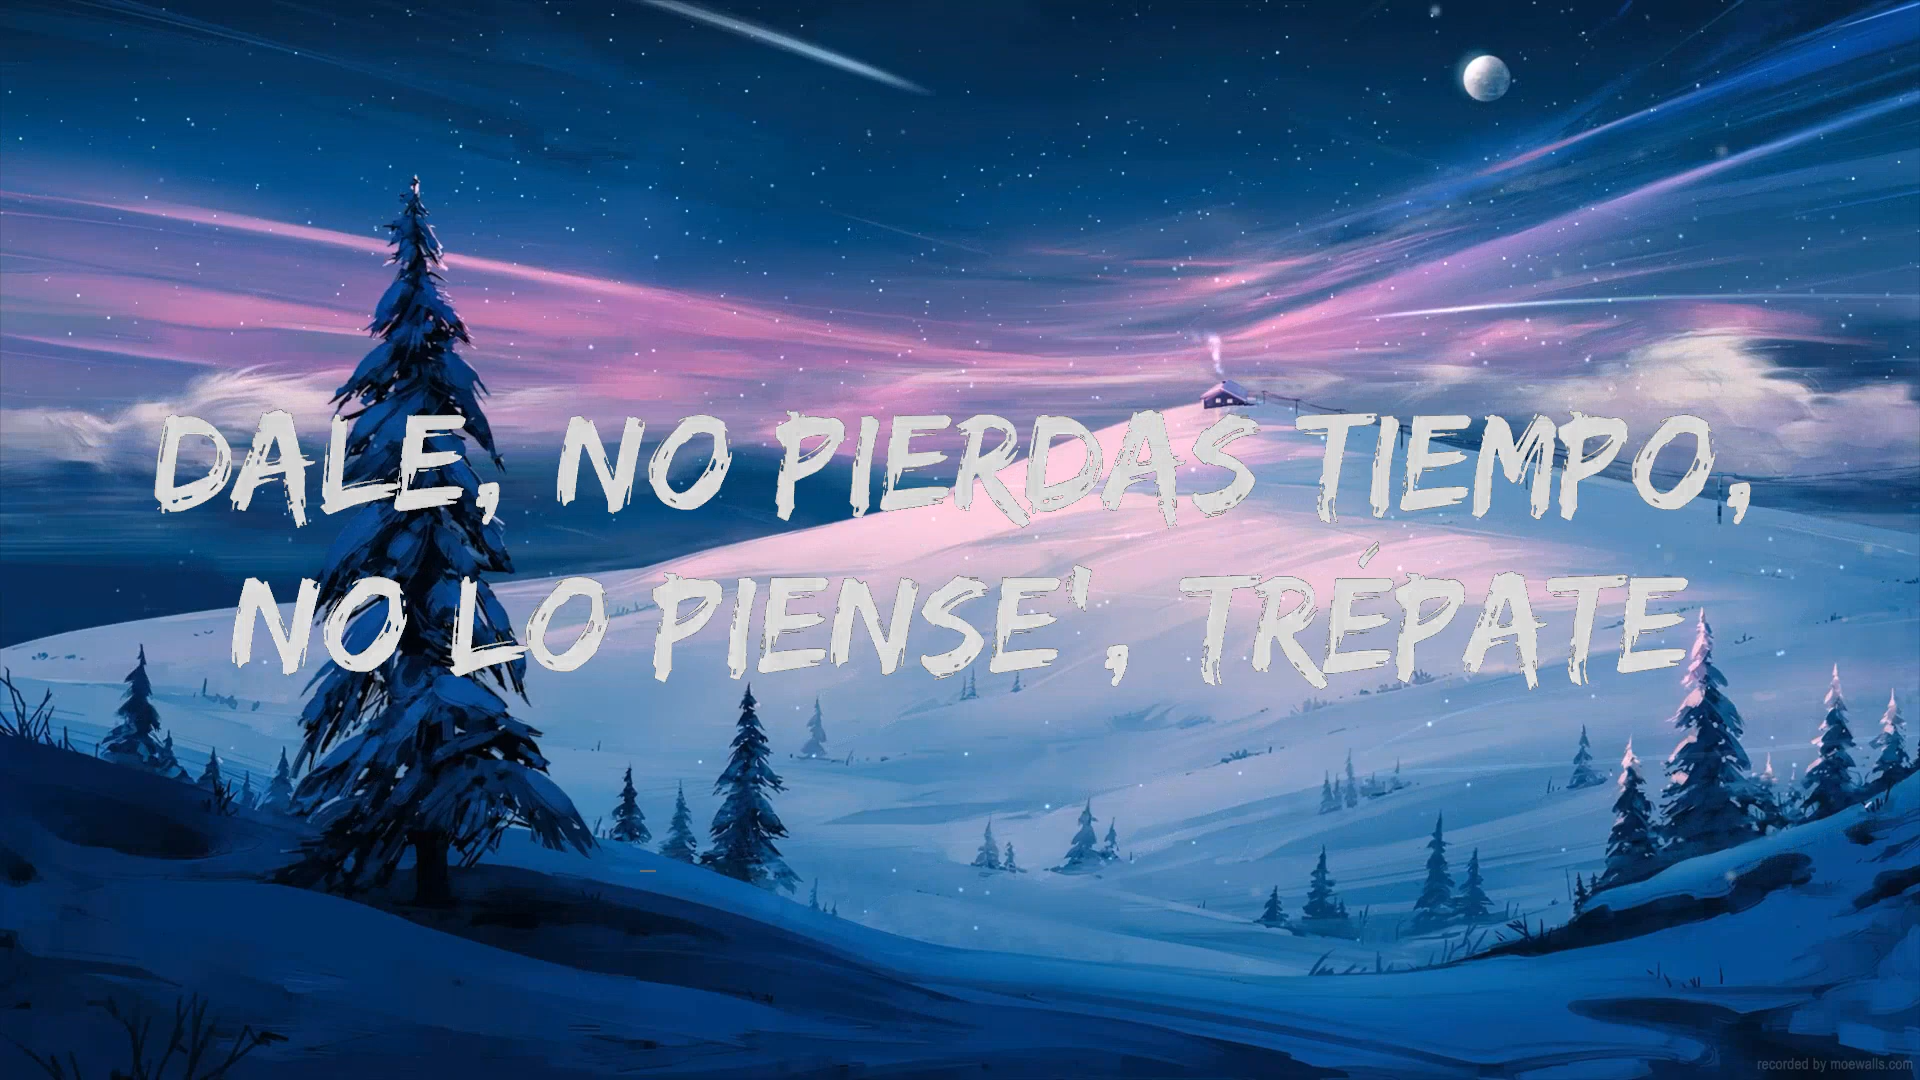 DALE, NO PIERDAS TIEMPO,
NO LO PIENSE', TRÉPATE
recorded by moewalls.com